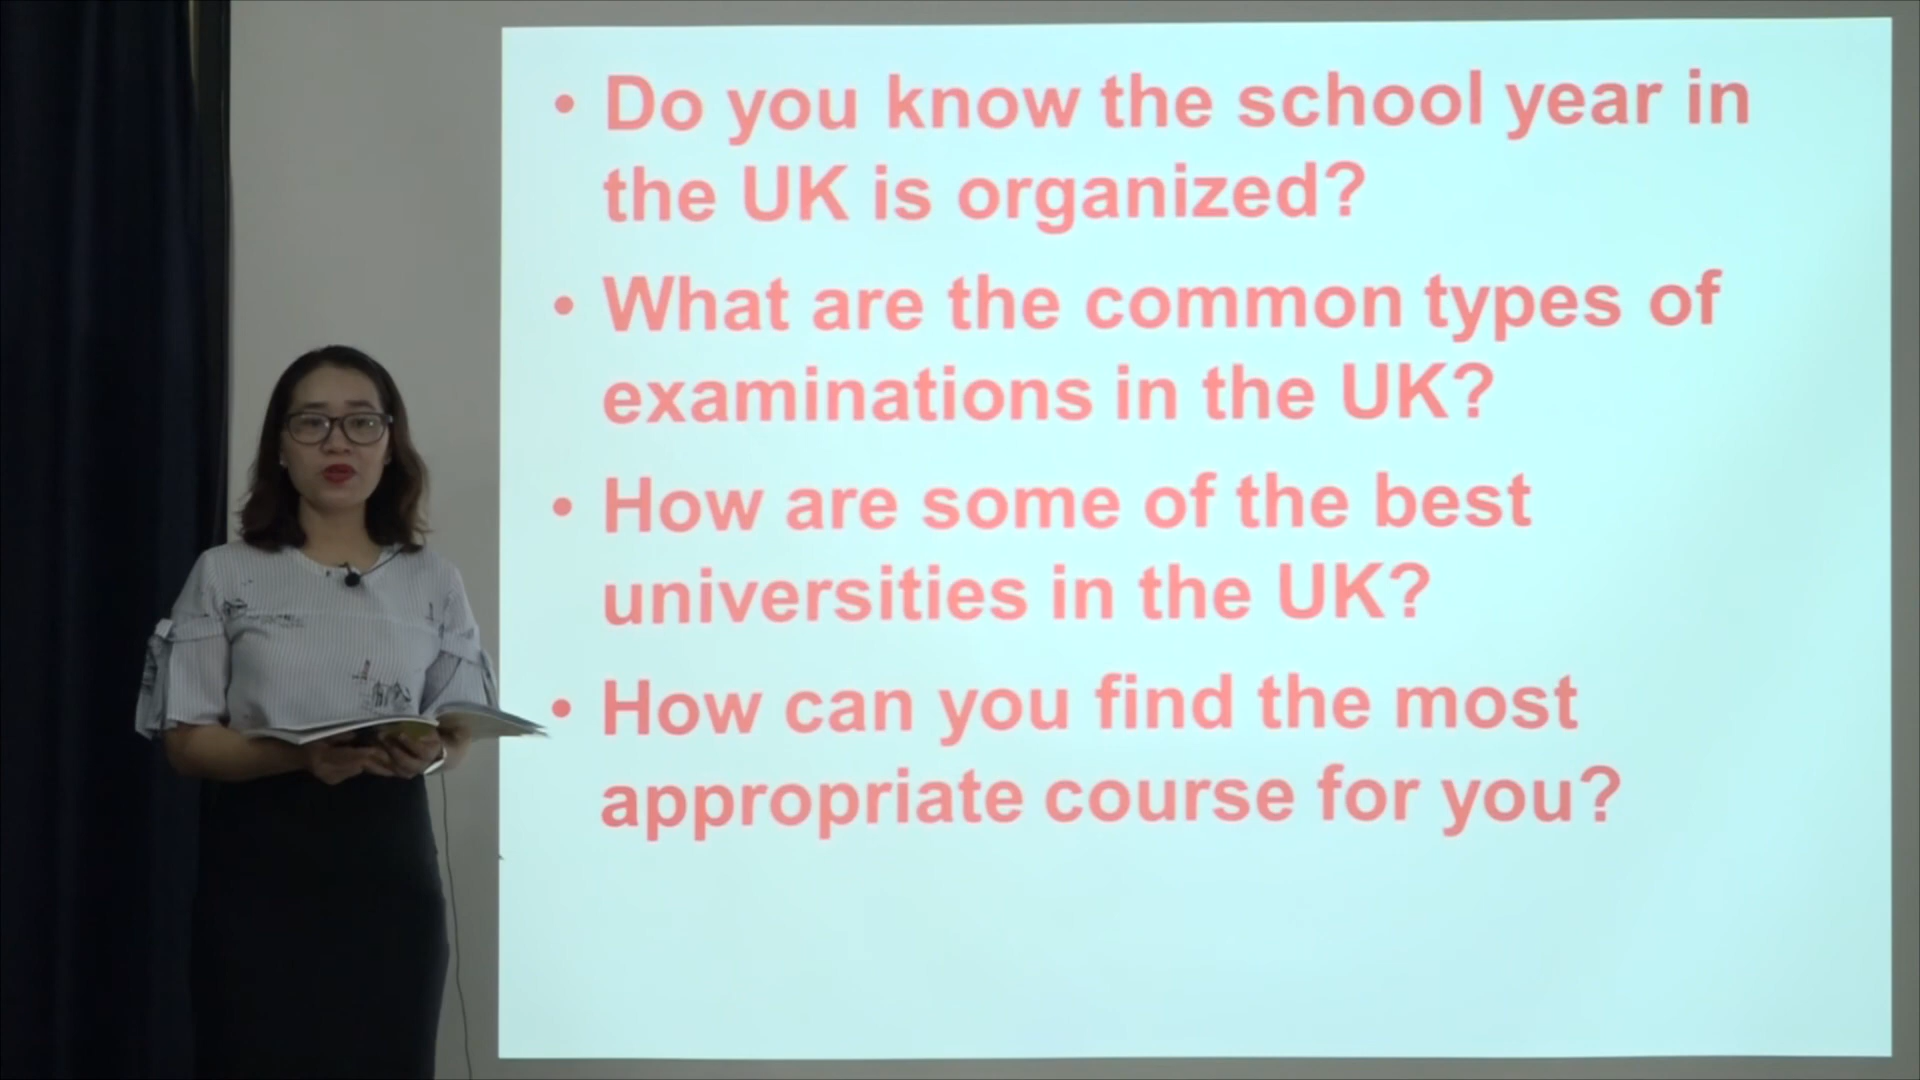 • Do you know the school year in
the UK is organized?
• What are the common types of
examinations in the UK?
• How are some of the best
universities in the UK?
• How can you find the most
appropriate course for you?